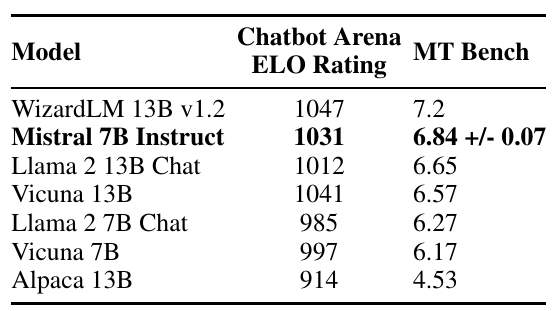 Model Chatbot Arena ELO Rating MT Bench
WizardLM 13B v1.2 1047 7.2
Mistral 7B Instruct 1031 6.84 +/- 0.07
Llama 2 13B Chat 1012 6.65
Vicuna 13B 1041 6.57
Llama 2 7B Chat 985 6.27
Vicuna 7B 997 6.17
Alpaca 13B 914 4.53